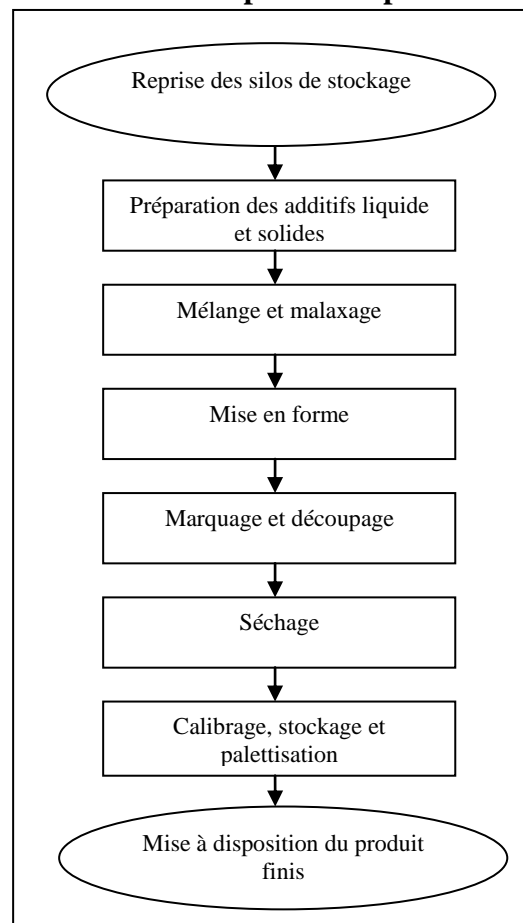 Reprise des silos de stockage
Préparation des additifs liquide
et solides
Mélange et malaxage
Mise en forme
Marquage et découpage
Séchage
Calibrage, stockage et
palettisation
Mise à disposition du produit
finis